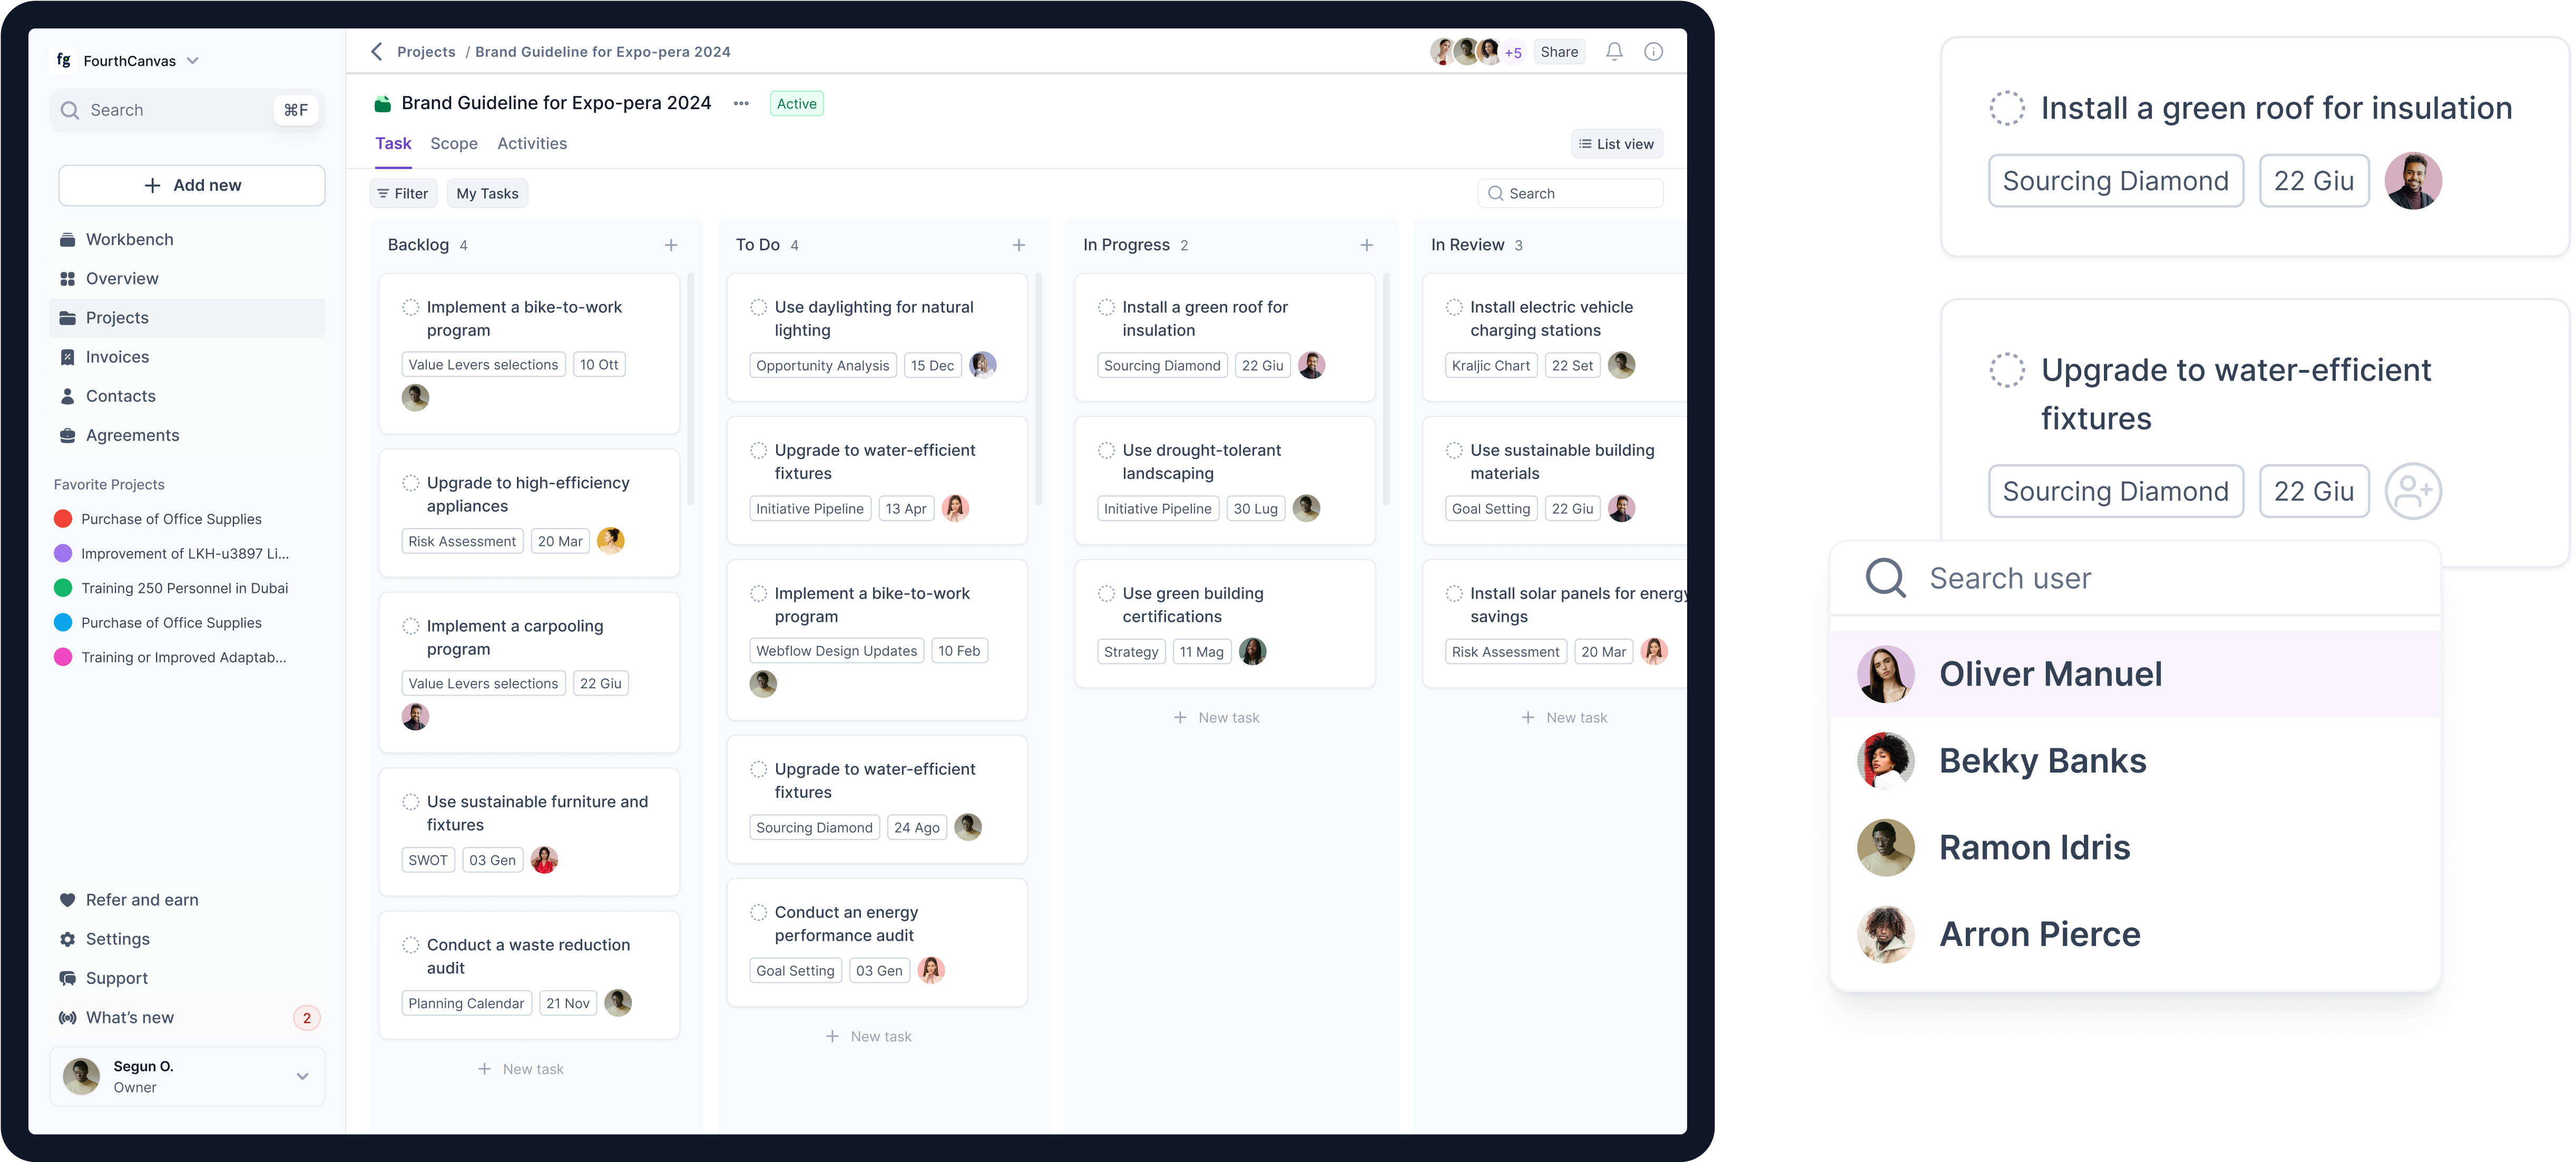 fg FourthCanvas
Search ⌘F
Add new
Workbench
Overview
Projects
Invoices
Contacts
Agreements
Favorite Projects
Purchase of Office Supplies
Improvement of LKH-u3897 Li...
Training 250 Personnel in Dubai
Purchase of Office Supplies
Training or Improved Adaptab...
Refer and earn
Settings
Support
What's new 2
Segun O.
Owner
Projects / Brand Guideline for Expo-pera 2024
+5 Share
Brand Guideline for Expo-pera 2024 ••• Active
Task Scope Activities
List view
Filter My Tasks
Search
Backlog 4
Implement a bike-to-work
program
Value Levers selections 10 Ott
Upgrade to high-efficiency
appliances
Risk Assessment 20 Mar
Implement a carpooling
program
Value Levers selections 22 Giu
Use sustainable furniture and
fixtures
SWOT 03 Gen
Conduct a waste reduction
audit
Planning Calendar 21 Nov
New task
To Do 4
Use daylighting for natural
lighting
Opportunity Analysis 15 Dec
Upgrade to water-efficient
fixtures
Initiative Pipeline 13 Apr
Implement a bike-to-work
program
Webflow Design Updates 10 Feb
Upgrade to water-efficient
fixtures
Sourcing Diamond 24 Ago
Conduct an energy
performance audit
Goal Setting 03 Gen
New task
In Progress 2
Install a green roof for
insulation
Sourcing Diamond 22 Giu
Use drought-tolerant
landscaping
Initiative Pipeline 30 Lug
Use green building
certifications
Strategy 11 Mag
New task
In Review 3
Install electric vehicle
charging stations
Kraljic Chart 22 Set
Use sustainable building
materials
Goal Setting 22 Giu
Install solar panels for energy
savings
Risk Assessment 20 Mar
New task
Install a green roof for insulation
Sourcing Diamond 22 Giu
Upgrade to water-efficient
fixtures
Sourcing Diamond 22 Giu
Search user
Oliver Manuel
Bekky Banks
Ramon Idris
Arron Pierce